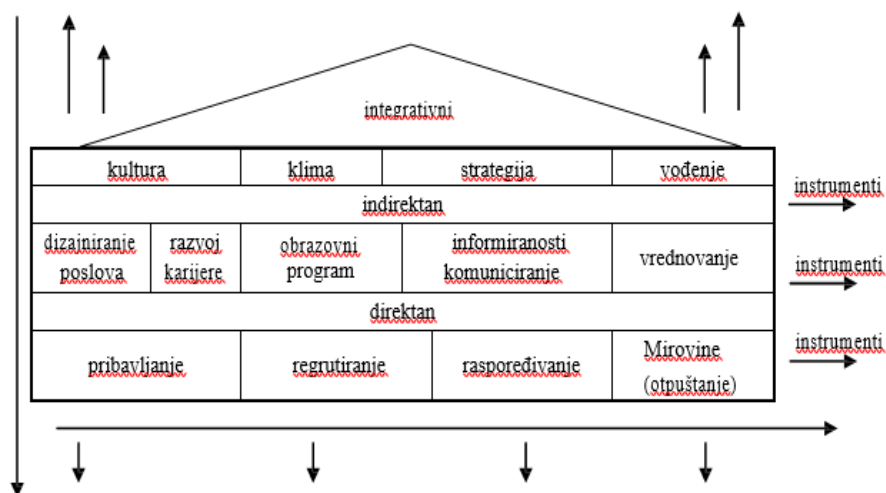 integrativni
kultura klima strategija vođenje
instrumenti
indirektan
dizajniranje poslova razvoj karijere obrazovni program informiranosti komuniciranje vrednovanje
instrumenti
direktan
pribavljanje regrutiranje raspoređivanje Mirovine (otpuštanje)
instrumenti